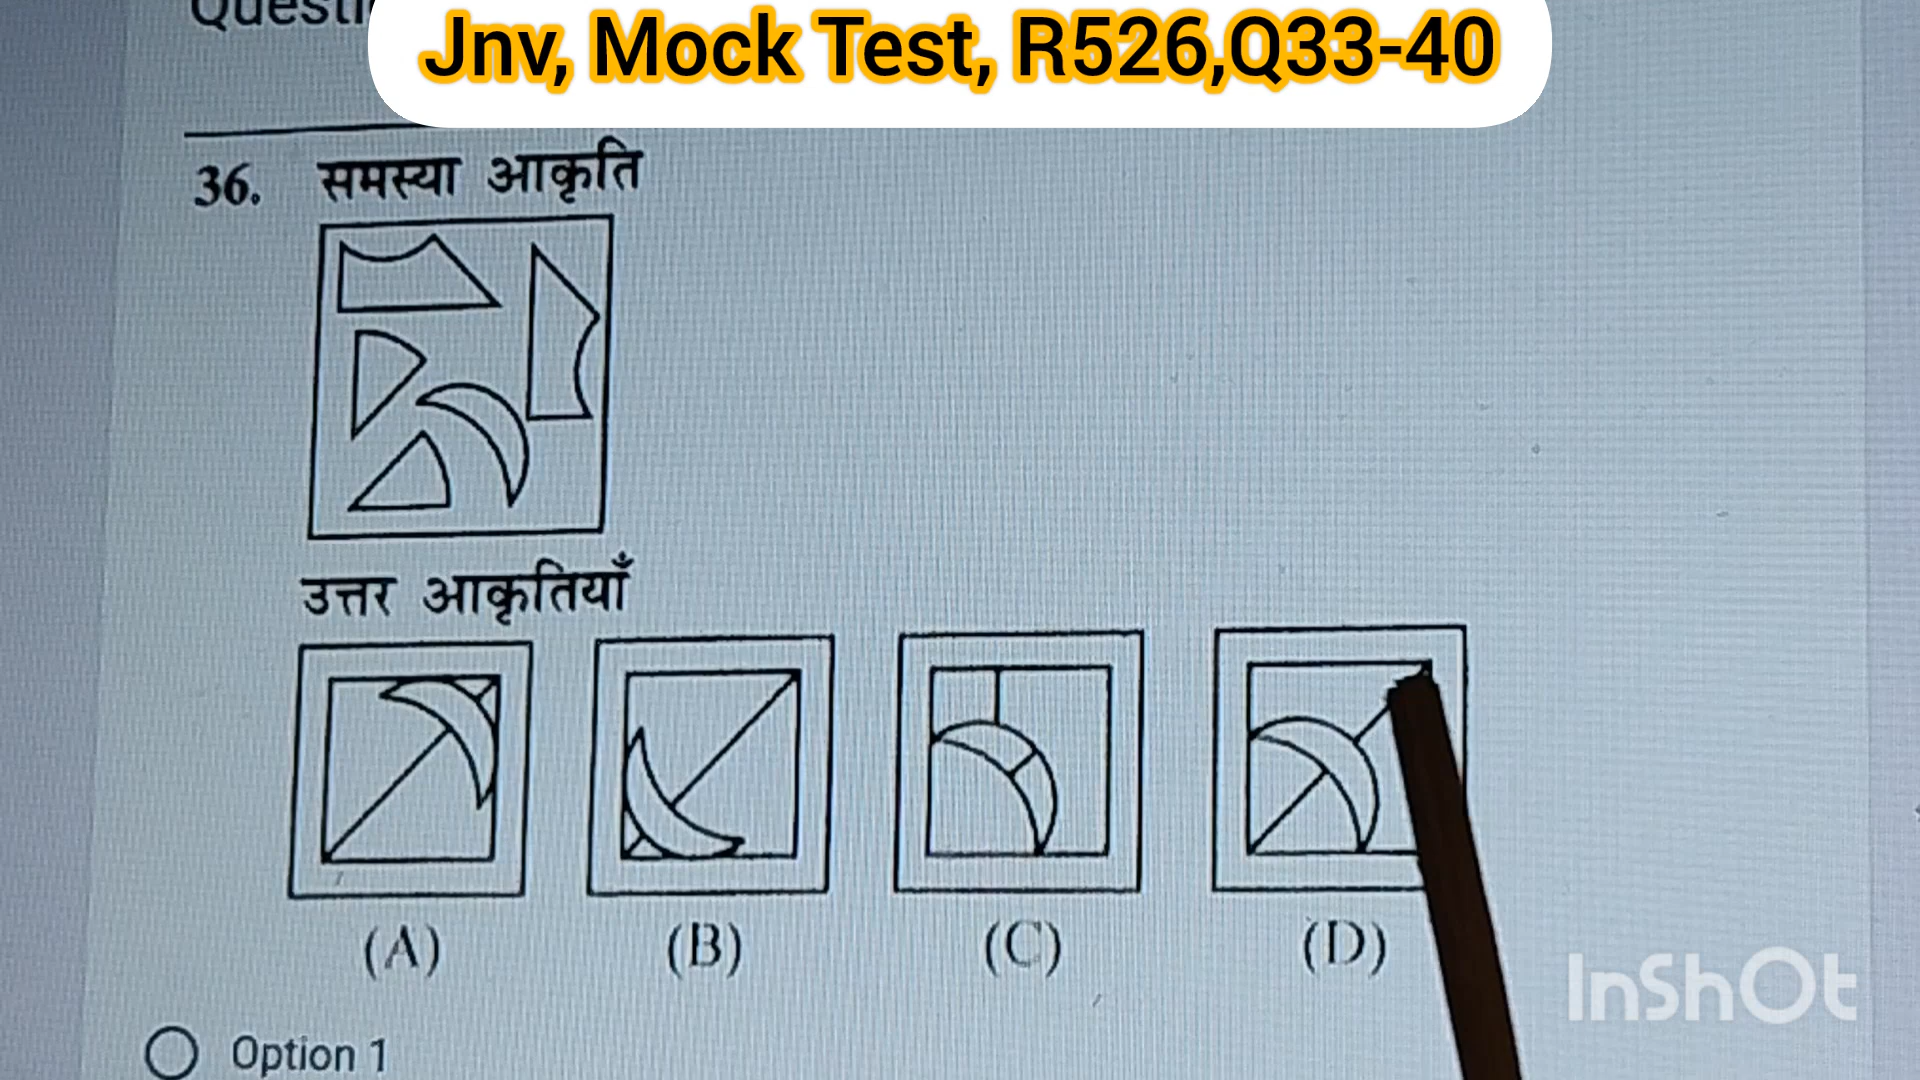 Jnv, Mock Test, R526,Q33-40
36. समस्या आकृति
उत्तर आकृतियाँ
(A) (B) (C) (D)
InShOt
Option 1